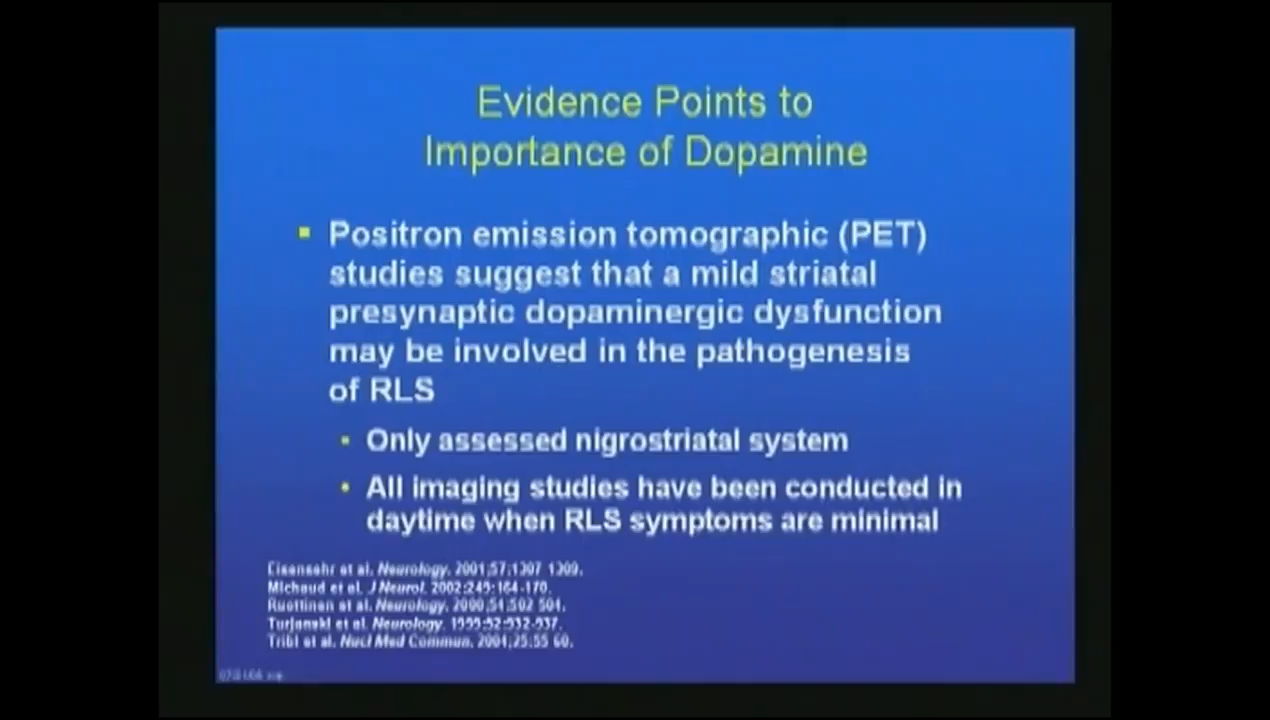 Evidence Points to
Importance of Dopamine
Positron emission tomographic (PET)
studies suggest that a mild striatal
presynaptic dopaminergic dysfunction
may be involved in the pathogenesis
of RLS
Only assessed nigrostriatal system
All imaging studies have been conducted in
daytime when RLS symptoms are minimal
Eisensehr et al. Neurology. 2001;57:1307-1309.
Michaud et al. J Neurol. 2002;249:164-170.
Ruottinen et al. Neurology. 2000;54:502-504.
Turjanski et al. Neurology. 1999;52:932-937.
Tribl et al. Nucl Med Commun. 2004;25:55-60.